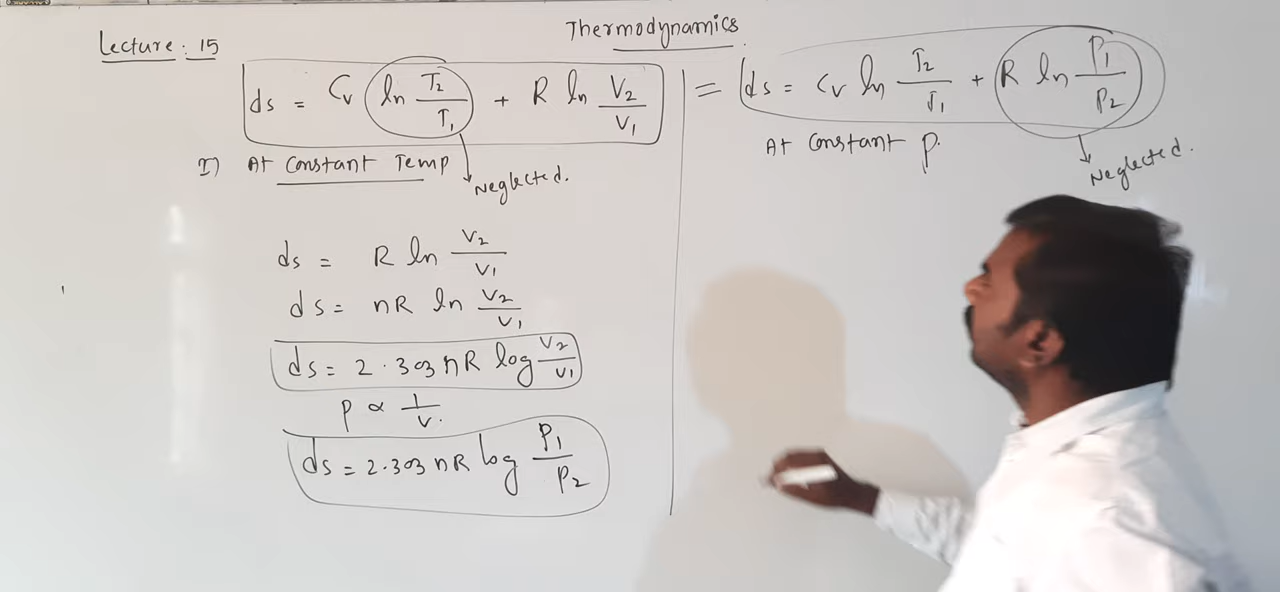 Thermodynamics
Lecture: 15
ds = Cv ln T2/T1 + R ln V2/V1
I) At Constant Temp
Neglected.
ds = R ln V2/V1
ds = nR ln V2/V1
ds = 2.303 nR log V2/V1
P ∝ 1/V.
ds = 2.303 nR log P1/P2
= ds = Cv ln T2/T1 + R ln P1/P2
At Constant P.
Neglected.